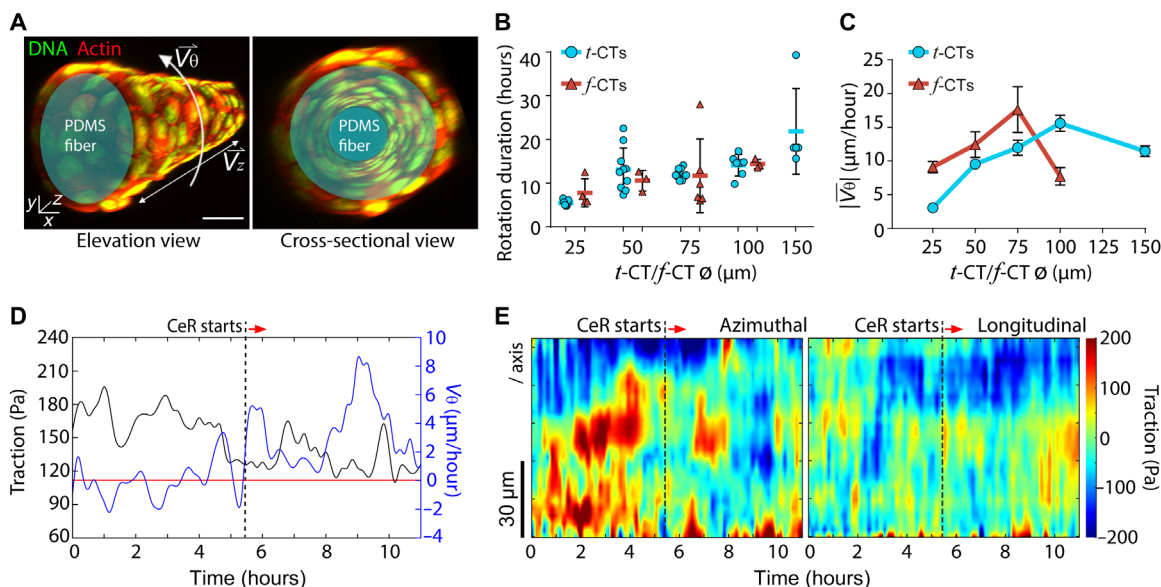 A
DNA Actin
Vθ
PDMS
fiber
Vz
y z
x
Elevation view
PDMS
fiber
Cross-sectional view
B
Rotation duration (hours)
40
30
20
10
0
t-CTs
f-CTs
25 50 75 100 150
t-CT/f-CT Ø (µm)
C
|Vθ| (µm/hour)
25
20
15
10
5
0
t-CTs
f-CTs
25 50 75 100 125 150
t-CT/f-CT Ø (µm)
D
CeR starts
Traction (Pa)
240
210
180
150
120
90
60
10
8
6
4
2
0
−2
−4
Vθ (µm/hour)
0 2 4 6 8 10
Time (hours)
E
CeR starts Azimuthal
CeR starts Longitudinal
/ axis
30 µm
0 2 4 6 8 10
0 2 4 6 8 10
Time (hours)
200
100
0
−100
−200
Traction (Pa)